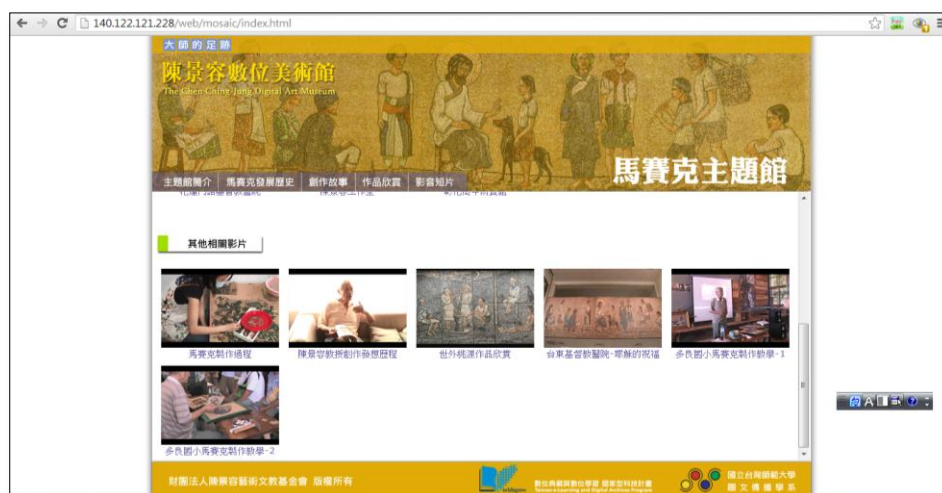 140.122.121.228/web/mosaic/index.html
大師的足跡
陳景容數位美術館
The Chen Ching-Jung Digital Art Museum
馬賽克主題館
主題館簡介 馬賽克發展歷史 創作故事 作品欣賞 影音短片
其他相關影片
馬賽克製作過程 陳景容教授創作發想歷程 世外桃源作品欣賞 台東基督教醫院-耶穌的祝福 多良國小馬賽克製作教學-1
多良國小馬賽克製作教學-2
財團法人陳景容藝術文教基金會 版權所有
數位典藏與數位學習 國家型科技計畫
Taiwan e-Learning and Digital Archives Program
國立台灣師範大學
圖文傳播學系